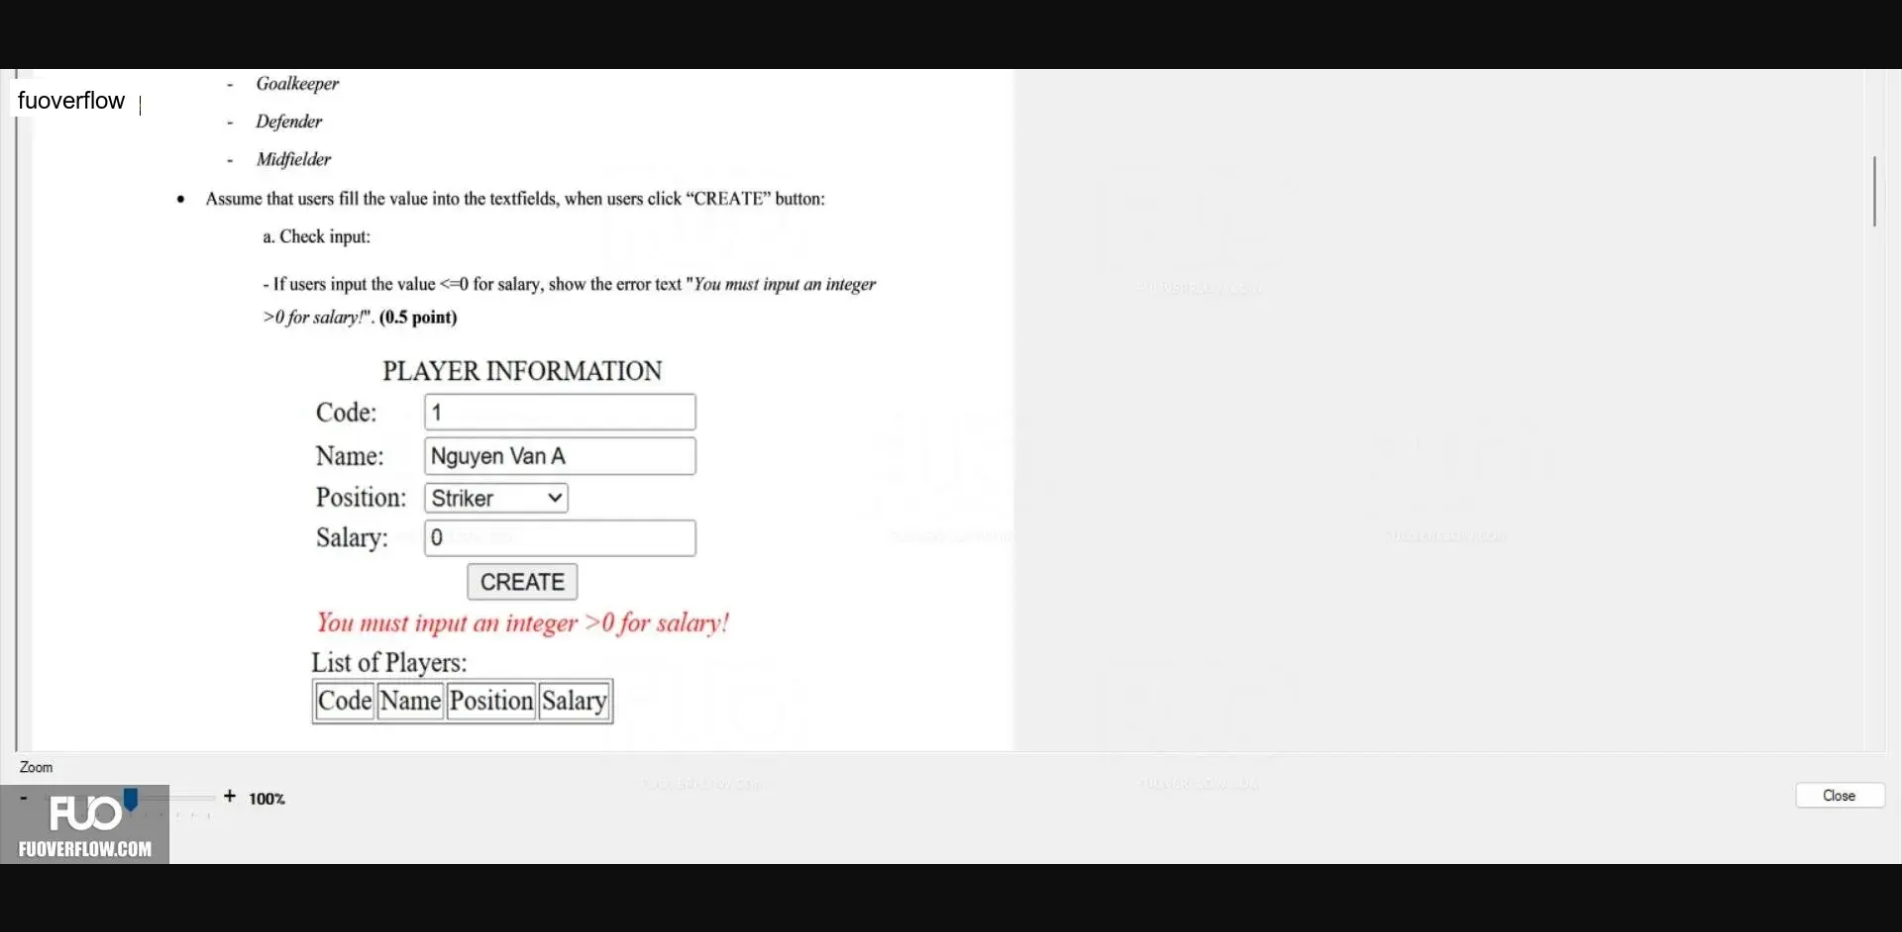 - Goalkeeper
fuoverflow
- Defender
- Midfielder
• Assume that users fill the value into the textfields, when users click “CREATE” button:
a. Check input:
- If users input the value <=0 for salary, show the error text "You must input an integer
>0 for salary!". (0.5 point)
PLAYER INFORMATION
Code: 1
Name: Nguyen Van A
Position: Striker
Salary: 0
CREATE
You must input an integer >0 for salary!
List of Players:
Code Name Position Salary
Zoom
- + 100%
Close
FUO
FUOVERFLOW.COM